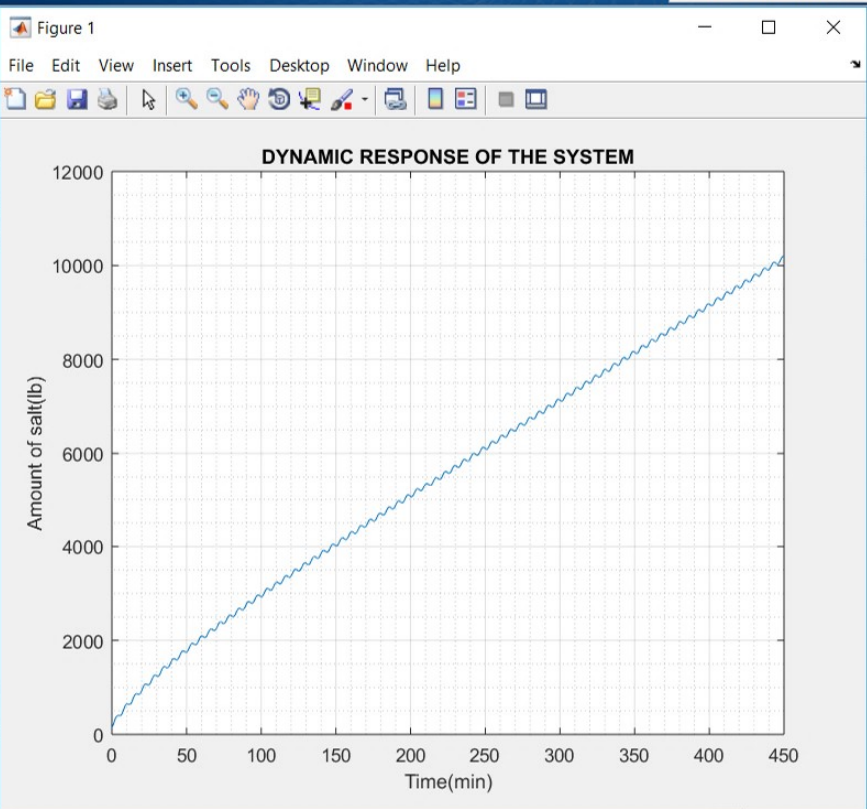 Figure 1
File Edit View Insert Tools Desktop Window Help
DYNAMIC RESPONSE OF THE SYSTEM
12000
10000
8000
6000
4000
2000
0
Amount of salt(lb)
0 50 100 150 200 250 300 350 400 450
Time(min)